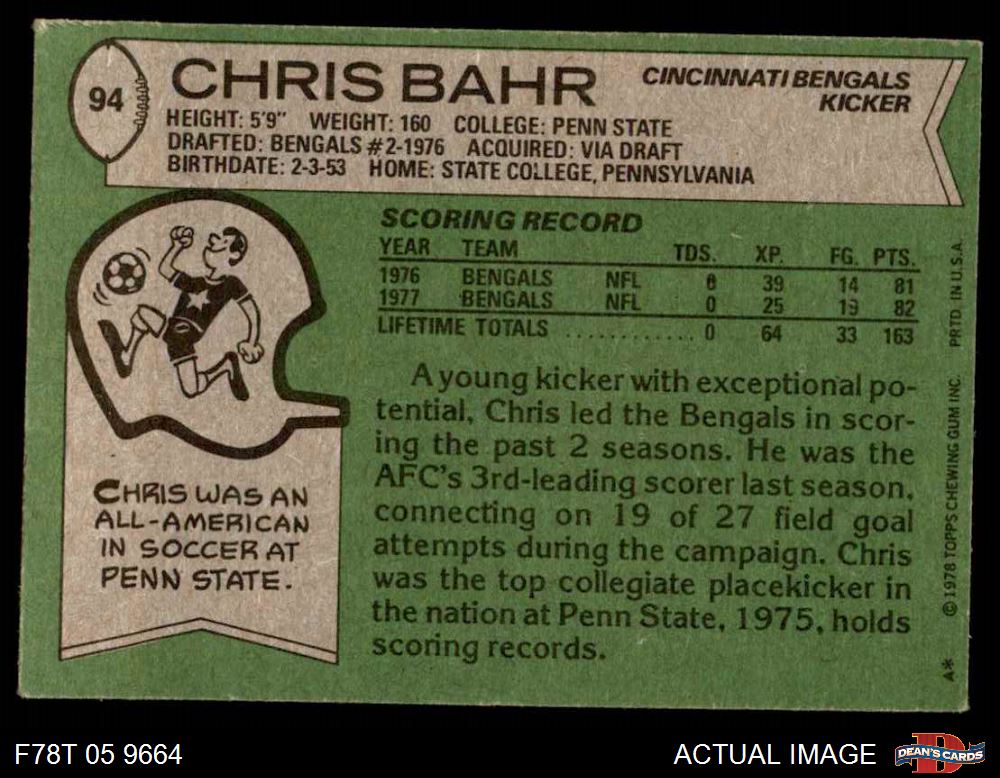 94
CHRIS BAHR
CINCINNATI BENGALS
KICKER
HEIGHT: 5'9" WEIGHT: 160 COLLEGE: PENN STATE
DRAFTED: BENGALS #2-1976 ACQUIRED: VIA DRAFT
BIRTHDATE: 2-3-53 HOME: STATE COLLEGE, PENNSYLVANIA
SCORING RECORD
YEAR TEAM TDS. XP. FG. PTS.
1976 BENGALS NFL 0 39 14 81
1977 BENGALS NFL 0 25 19 82
LIFETIME TOTALS ............ 0 64 33 163
A young kicker with exceptional po-
tential, Chris led the Bengals in scor-
ing the past 2 seasons. He was the
AFC's 3rd-leading scorer last season,
connecting on 19 of 27 field goal
attempts during the campaign. Chris
was the top collegiate placekicker in
the nation at Penn State, 1975, holds
scoring records.
CHRIS WAS AN
ALL-AMERICAN
IN SOCCER AT
PENN STATE.
A* © 1978 TOPPS CHEWING GUM INC. PRTD. IN U.S.A.
F78T 05 9664
ACTUAL IMAGE
DEAN'S CARDS